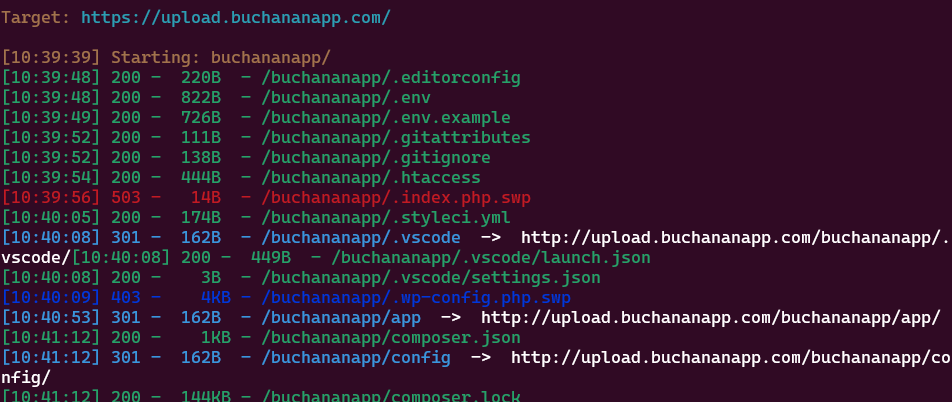 Target: https://upload.buchananapp.com/
[10:39:39] Starting: buchananapp/
[10:39:48] 200 -  220B  - /buchananapp/.editorconfig
[10:39:48] 200 -  822B  - /buchananapp/.env
[10:39:49] 200 -  726B  - /buchananapp/.env.example
[10:39:52] 200 -  111B  - /buchananapp/.gitattributes
[10:39:52] 200 -  138B  - /buchananapp/.gitignore
[10:39:54] 200 -  444B  - /buchananapp/.htaccess
[10:39:56] 503 -   14B  - /buchananapp/.index.php.swp
[10:40:05] 200 -  174B  - /buchananapp/.styleci.yml
[10:40:08] 301 -  162B  - /buchananapp/.vscode  ->  http://upload.buchananapp.com/buchananapp/.
vscode/[10:40:08] 200 -  449B  - /buchananapp/.vscode/launch.json
[10:40:08] 200 -    3B  - /buchananapp/.vscode/settings.json
[10:40:09] 403 -    4KB - /buchananapp/.wp-config.php.swp
[10:40:53] 301 -  162B  - /buchananapp/app  ->  http://upload.buchananapp.com/buchananapp/app/
[10:41:12] 200 -    1KB - /buchananapp/composer.json
[10:41:12] 301 -  162B  - /buchananapp/config  ->  http://upload.buchananapp.com/buchananapp/co
nfig/
[10:41:12] 200 -  144KB - /buchananapp/composer.lock